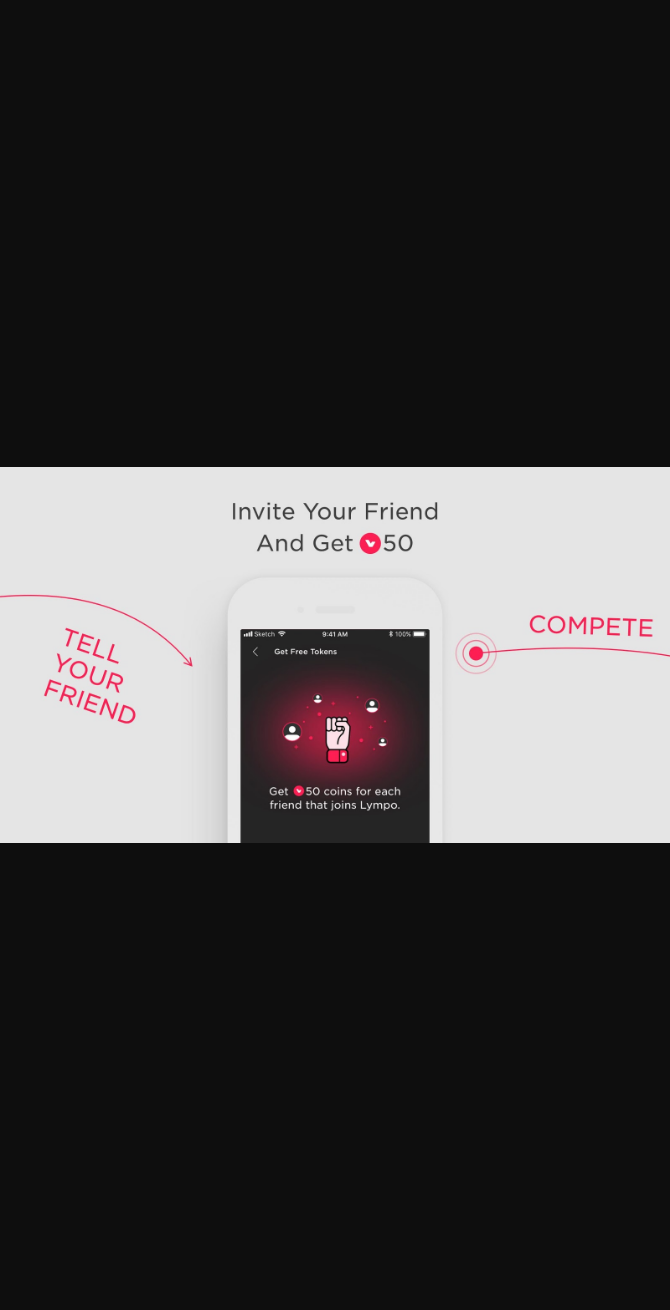 Invite Your Friend
And Get 50
TELL
YOUR
FRIEND
COMPETE
Sketch 9:41 AM 100%
Get Free Tokens
Get 50 coins for each
friend that joins Lympo.